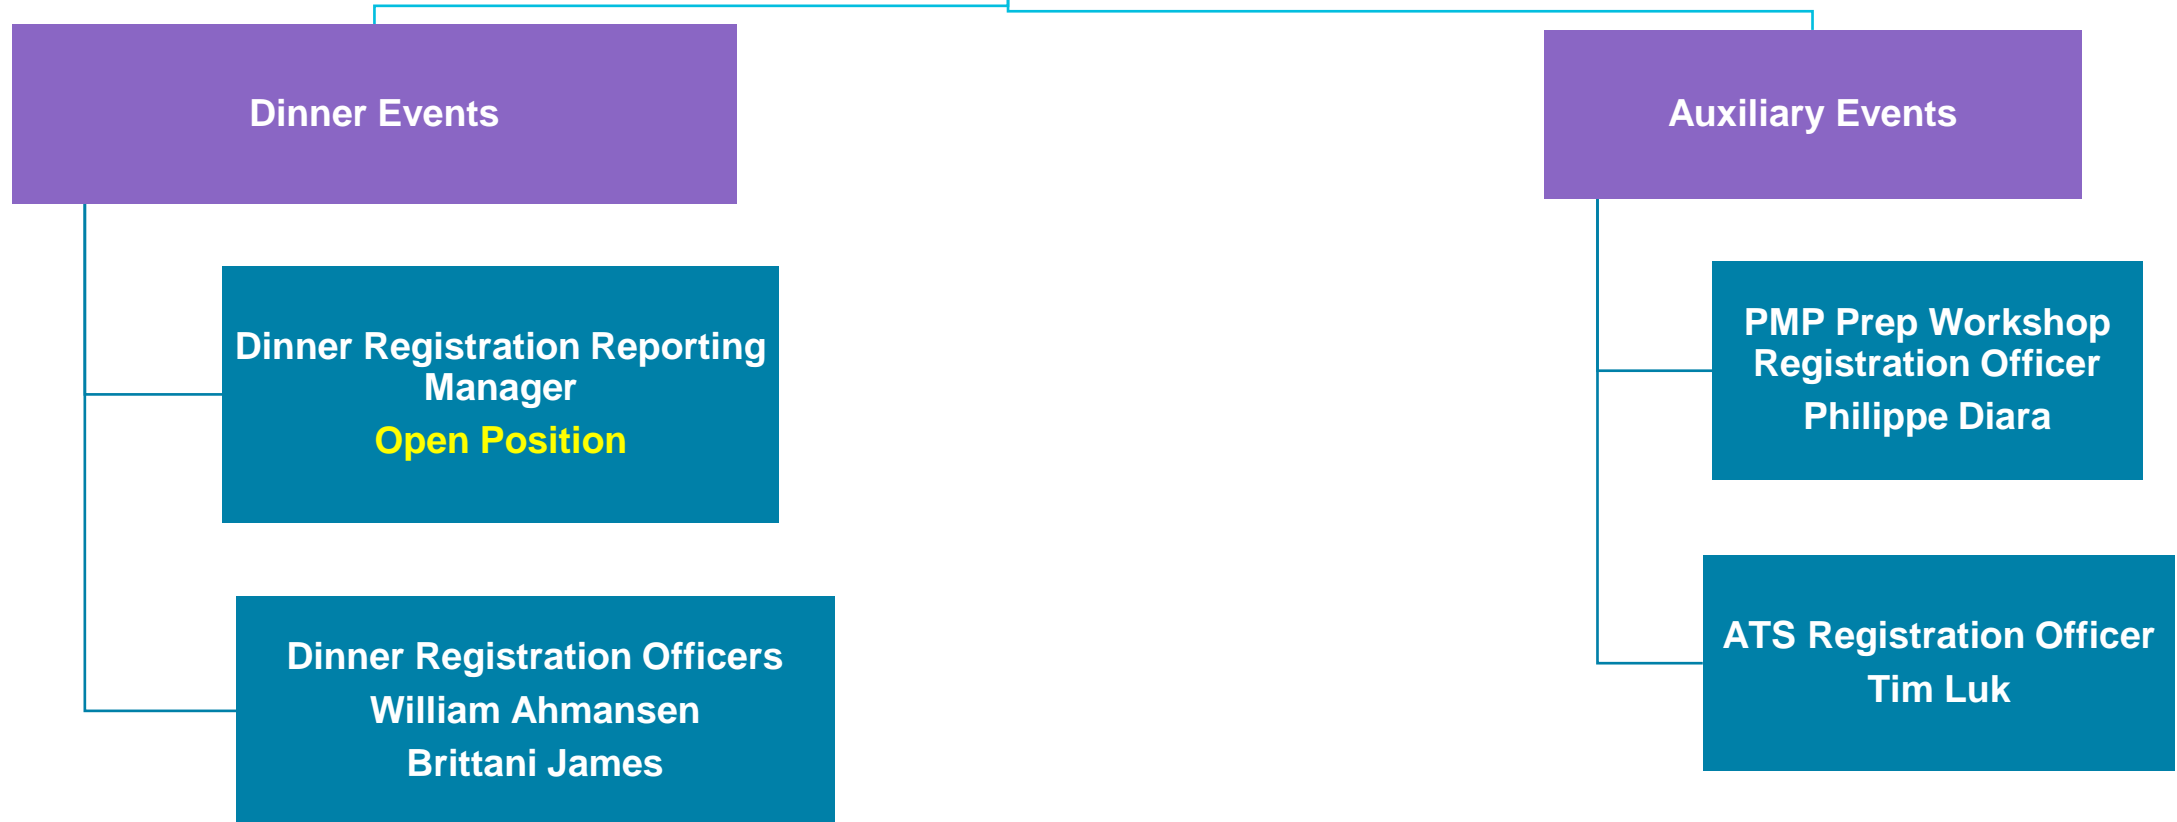 Dinner Events
Auxiliary Events
Dinner Registration Reporting
Manager
Open Position
PMP Prep Workshop
Registration Officer
Philippe Diara
Dinner Registration Officers
William Ahmansen
Brittani James
ATS Registration Officer
Tim Luk